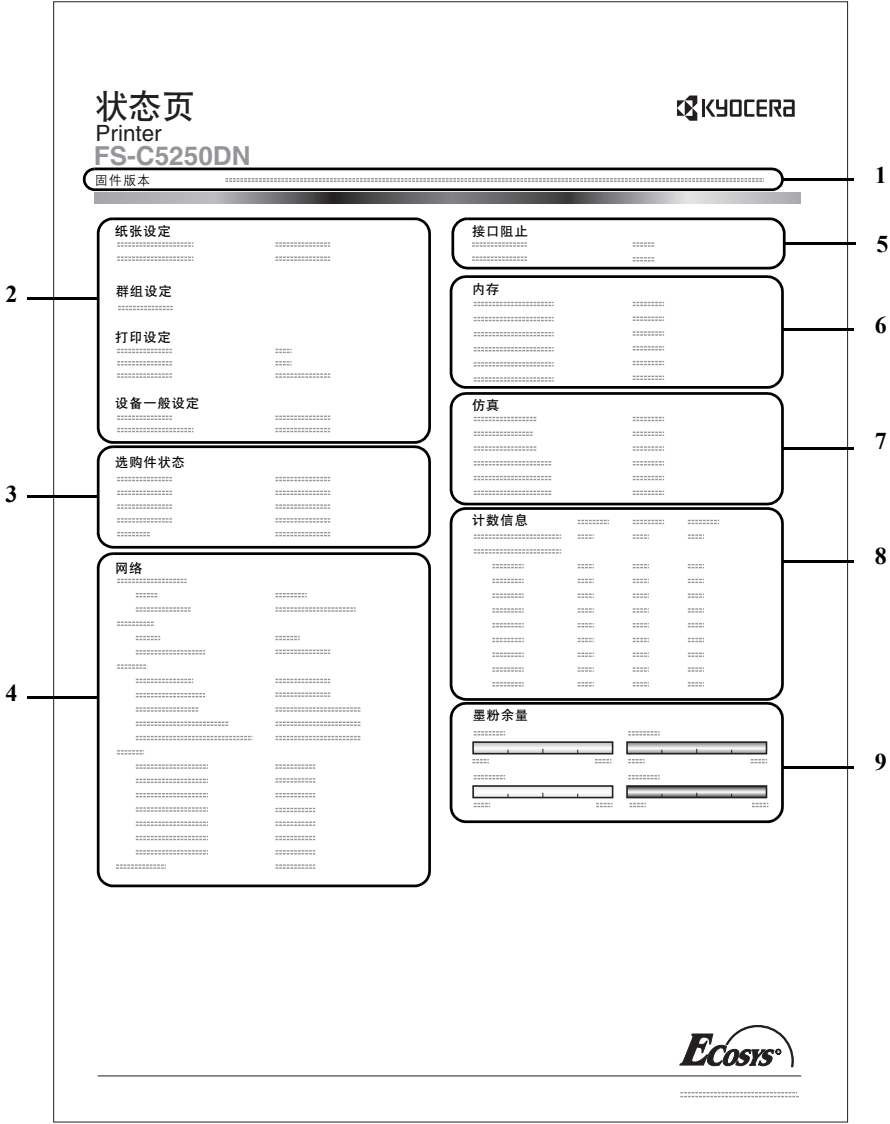 状态页
KYOCERA
Printer
FS-C5250DN
固件版本
1
纸张设定
群组设定
打印设定
设备一般设定
2
选购件状态
3
网络
4
接口阻止
5
内存
6
仿真
7
计数信息
8
墨粉余量
9
ECOSYS